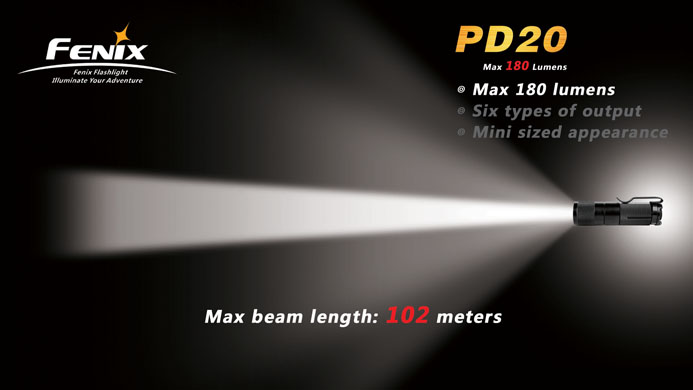 FENIX
Fenix Flashlight
Illuminate Your Adventure
PD20
Max 180 Lumens
Max 180 lumens
Six types of output
Mini sized appearance
Max beam length: 102 meters